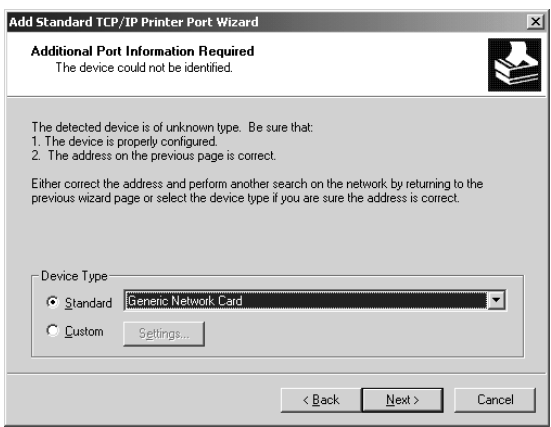 Add Standard TCP/IP Printer Port Wizard
Additional Port Information Required
The device could not be identified.
The detected device is of unknown type. Be sure that:
1. The device is properly configured.
2. The address on the previous page is correct.
Either correct the address and perform another search on the network by returning to the
previous wizard page or select the device type if you are sure the address is correct.
Device Type
Standard Generic Network Card
Custom Settings...
< Back Next > Cancel